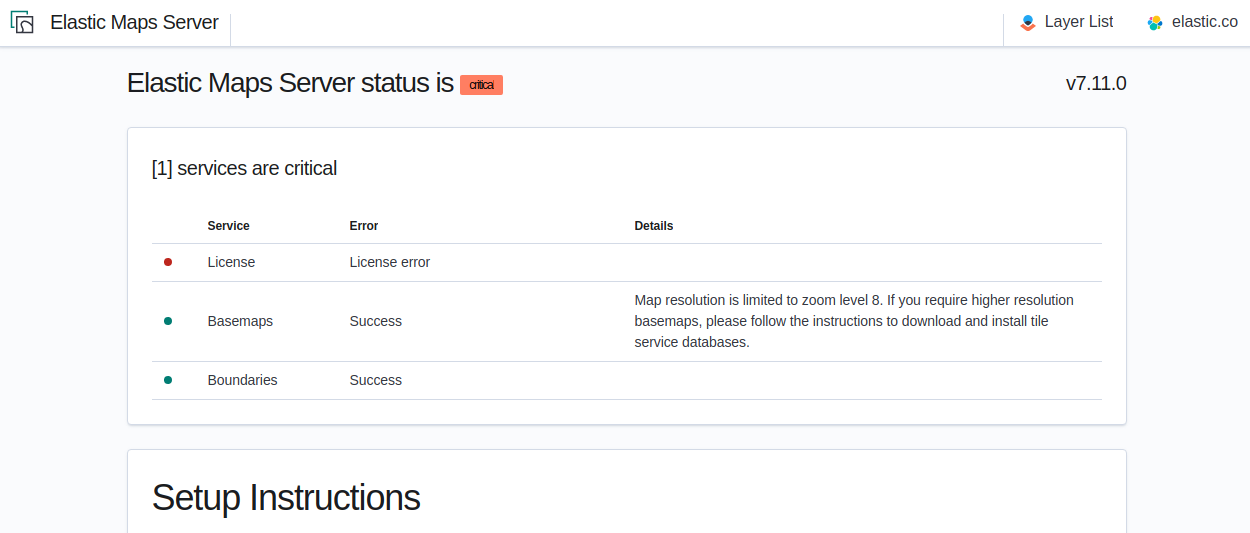 Elastic Maps Server
Layer List
elastic.co
Elastic Maps Server status is critical
v7.11.0
[1] services are critical
Service Error Details
License License error
Basemaps Success Map resolution is limited to zoom level 8. If you require higher resolution
basemaps, please follow the instructions to download and install tile
service databases.
Boundaries Success
Setup Instructions